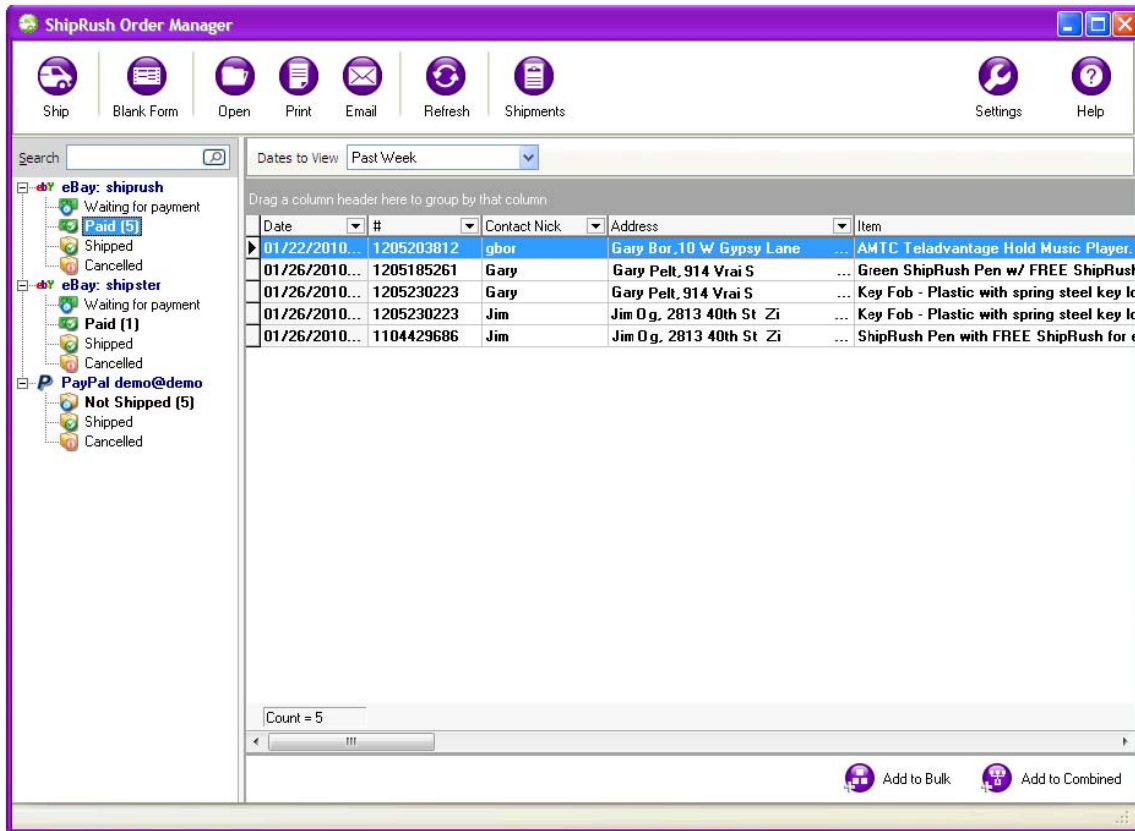 ShipRush Order Manager
Ship Blank Form Open Print Email Refresh Shipments Settings Help
Search
Dates to View Past Week
eBay: shiprush
Waiting for payment
Paid (5)
Shipped
Cancelled
eBay: shipster
Waiting for payment
Paid (1)
Shipped
Cancelled
PayPal demo@demo
Not Shipped (5)
Shipped
Cancelled
Drag a column header here to group by that column
Date # Contact Nick Address Item
01/22/2010... 1205203812 gbor Gary Bor,10 W Gypsy Lane ... AMTC Teladvantage Hold Music Player.
01/26/2010... 1205185261 Gary Gary Pelt, 914 Vrai S ... Green ShipRush Pen w/ FREE ShipRush
01/26/2010... 1205230223 Gary Gary Pelt, 914 Vrai S ... Key Fob - Plastic with spring steel key lo
01/26/2010... 1205230223 Jim Jim O g, 2813 40th St Zi ... Key Fob - Plastic with spring steel key lo
01/26/2010... 1104429686 Jim Jim O g, 2813 40th St Zi ... ShipRush Pen with FREE ShipRush for e
Count = 5
Add to Bulk Add to Combined